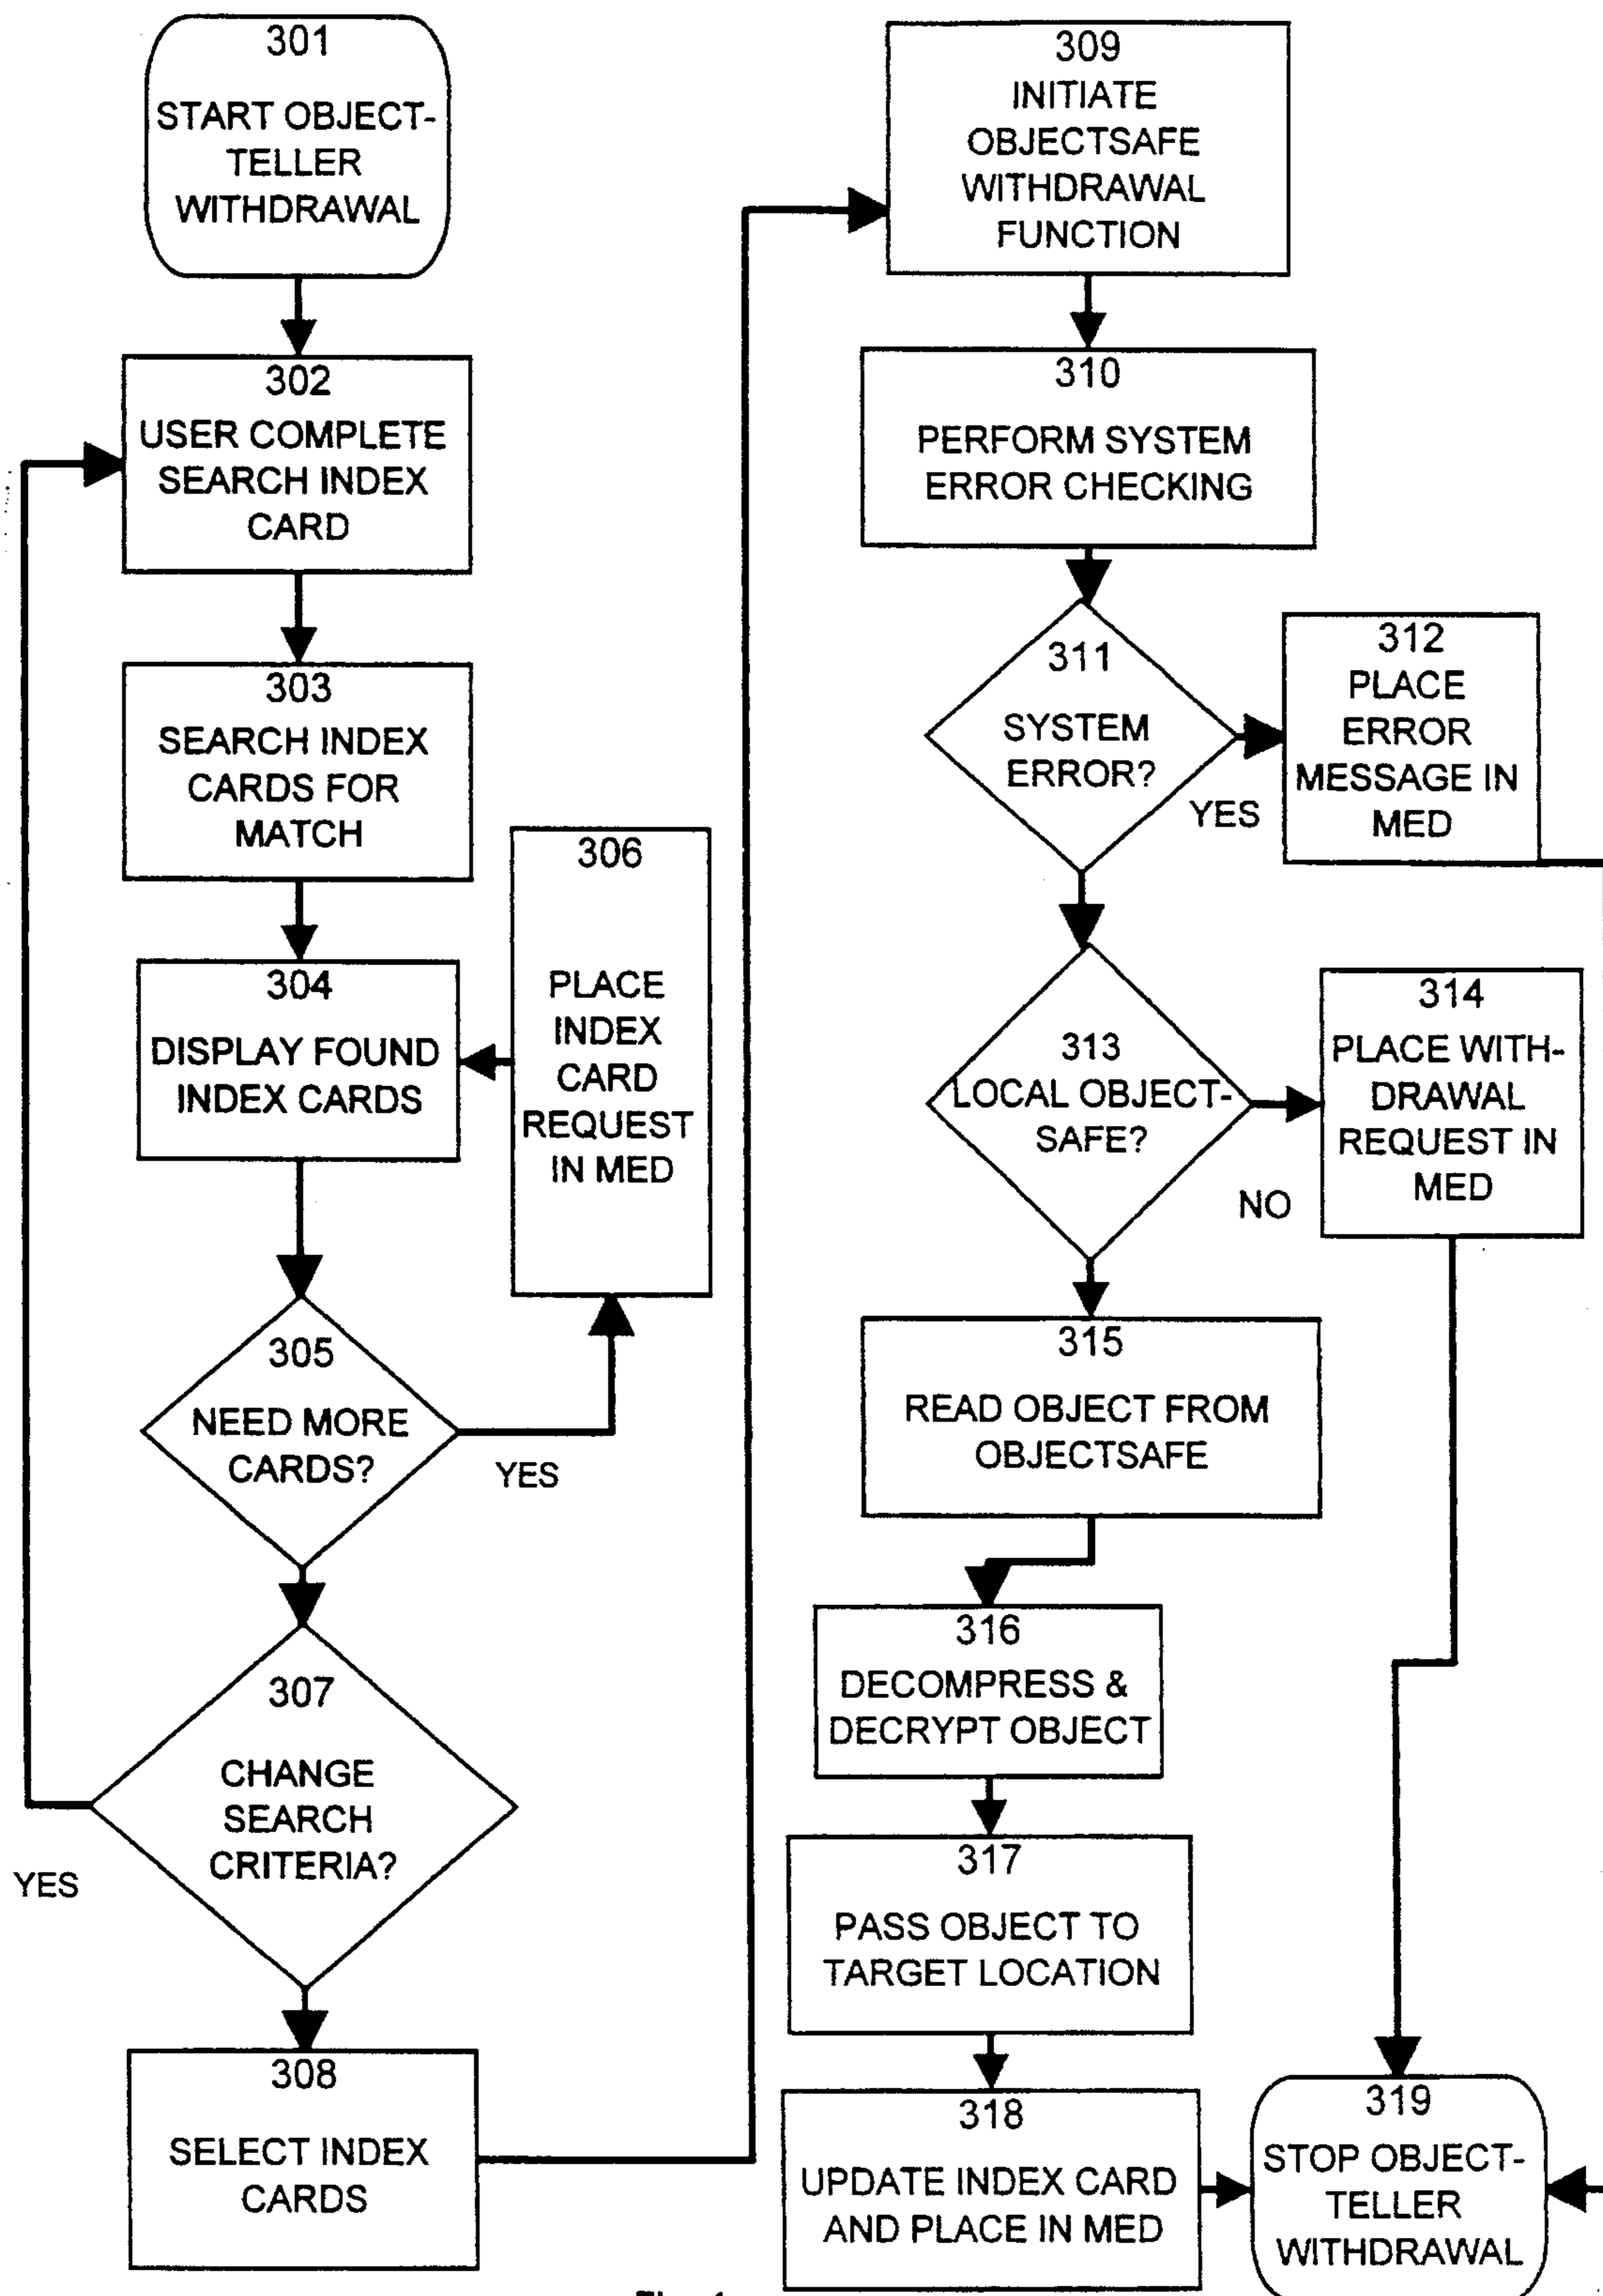 301
START OBJECT-
TELLER
WITHDRAWAL
302
USER COMPLETE
SEARCH INDEX
CARD
303
SEARCH INDEX
CARDS FOR
MATCH
304
DISPLAY FOUND
INDEX CARDS
305
NEED MORE
CARDS?
YES
306
PLACE
INDEX
CARD
REQUEST
IN MED
307
CHANGE
SEARCH
CRITERIA?
YES
308
SELECT INDEX
CARDS
309
INITIATE
OBJECTSAFE
WITHDRAWAL
FUNCTION
310
PERFORM SYSTEM
ERROR CHECKING
311
SYSTEM
ERROR?
YES
312
PLACE
ERROR
MESSAGE IN
MED
313
LOCAL OBJECT-
SAFE?
NO
314
PLACE WITH-
DRAWAL
REQUEST IN
MED
315
READ OBJECT FROM
OBJECTSAFE
316
DECOMPRESS &
DECRYPT OBJECT
317
PASS OBJECT TO
TARGET LOCATION
318
UPDATE INDEX CARD
AND PLACE IN MED
319
STOP OBJECT-
TELLER
WITHDRAWAL